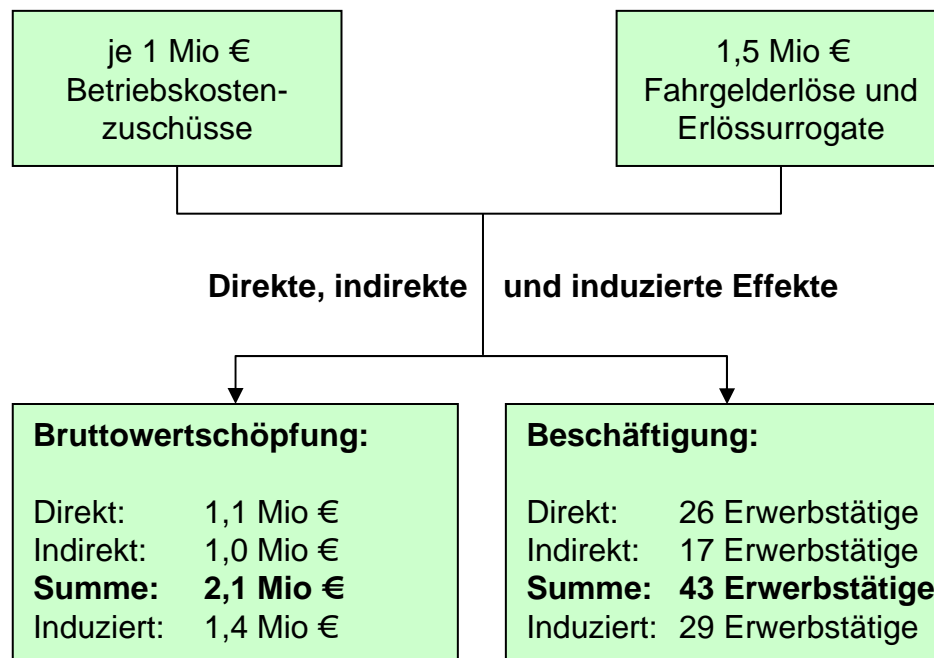 je 1 Mio €
Betriebskosten-
zuschüsse
1,5 Mio €
Fahrgelderlöse und
Erlössurrogate
Direkte, indirekte und induzierte Effekte
Bruttowertschöpfung:
Direkt: 1,1 Mio €
Indirekt: 1,0 Mio €
Summe: 2,1 Mio €
Induziert: 1,4 Mio €
Beschäftigung:
Direkt: 26 Erwerbstätige
Indirekt: 17 Erwerbstätige
Summe: 43 Erwerbstätige
Induziert: 29 Erwerbstätige